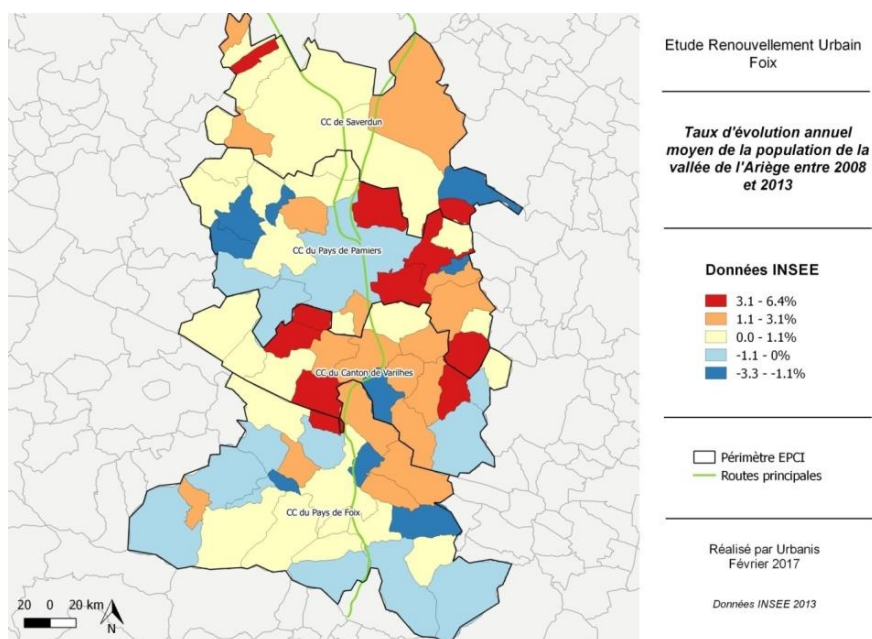 CC de Saverdun
CC du Pays de Pamiers
CC du Canton de Varilhes
CC du Pays de Foix
20 0 20 km
N
Etude Renouvellement Urbain
Foix
Taux d'évolution annuel
moyen de la population de la
vallée de l'Ariège entre 2008
et 2013
Données INSEE
3.1 - 6.4%
1.1 - 3.1%
0.0 - 1.1%
-1.1 - 0%
-3.3 - -1.1%
Périmètre EPCI
Routes principales
Réalisé par Urbanis
Février 2017
Données INSEE 2013